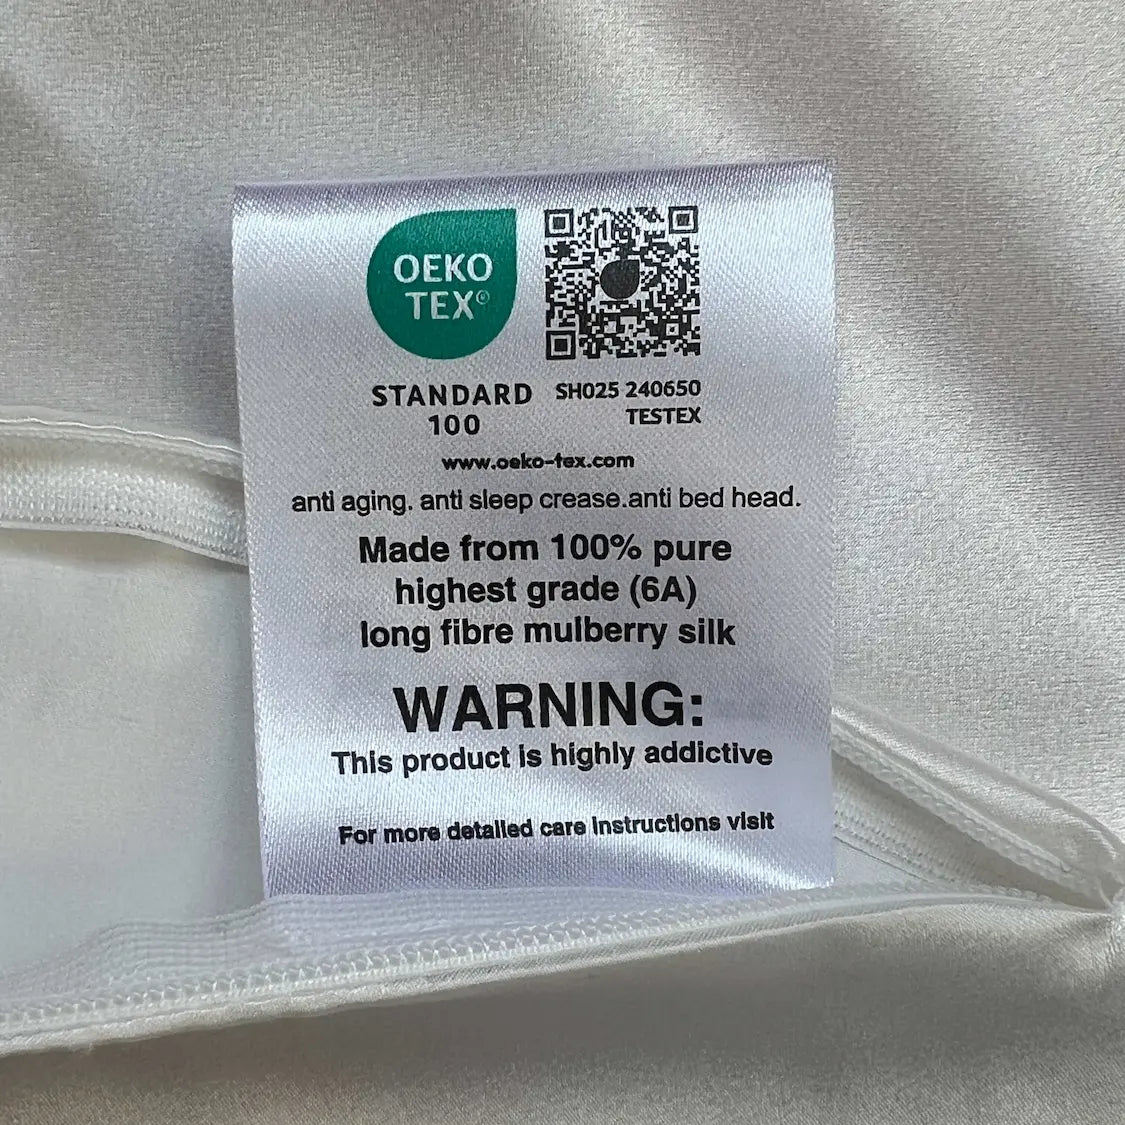 OEKO
TEX®
STANDARD
100
SH025 240650
TESTEX
www.oeko-tex.com
anti aging. anti sleep crease.anti bed head.
Made from 100% pure
highest grade (6A)
long fibre mulberry silk
WARNING:
This product is highly addictive
For more detailed care instructions visit